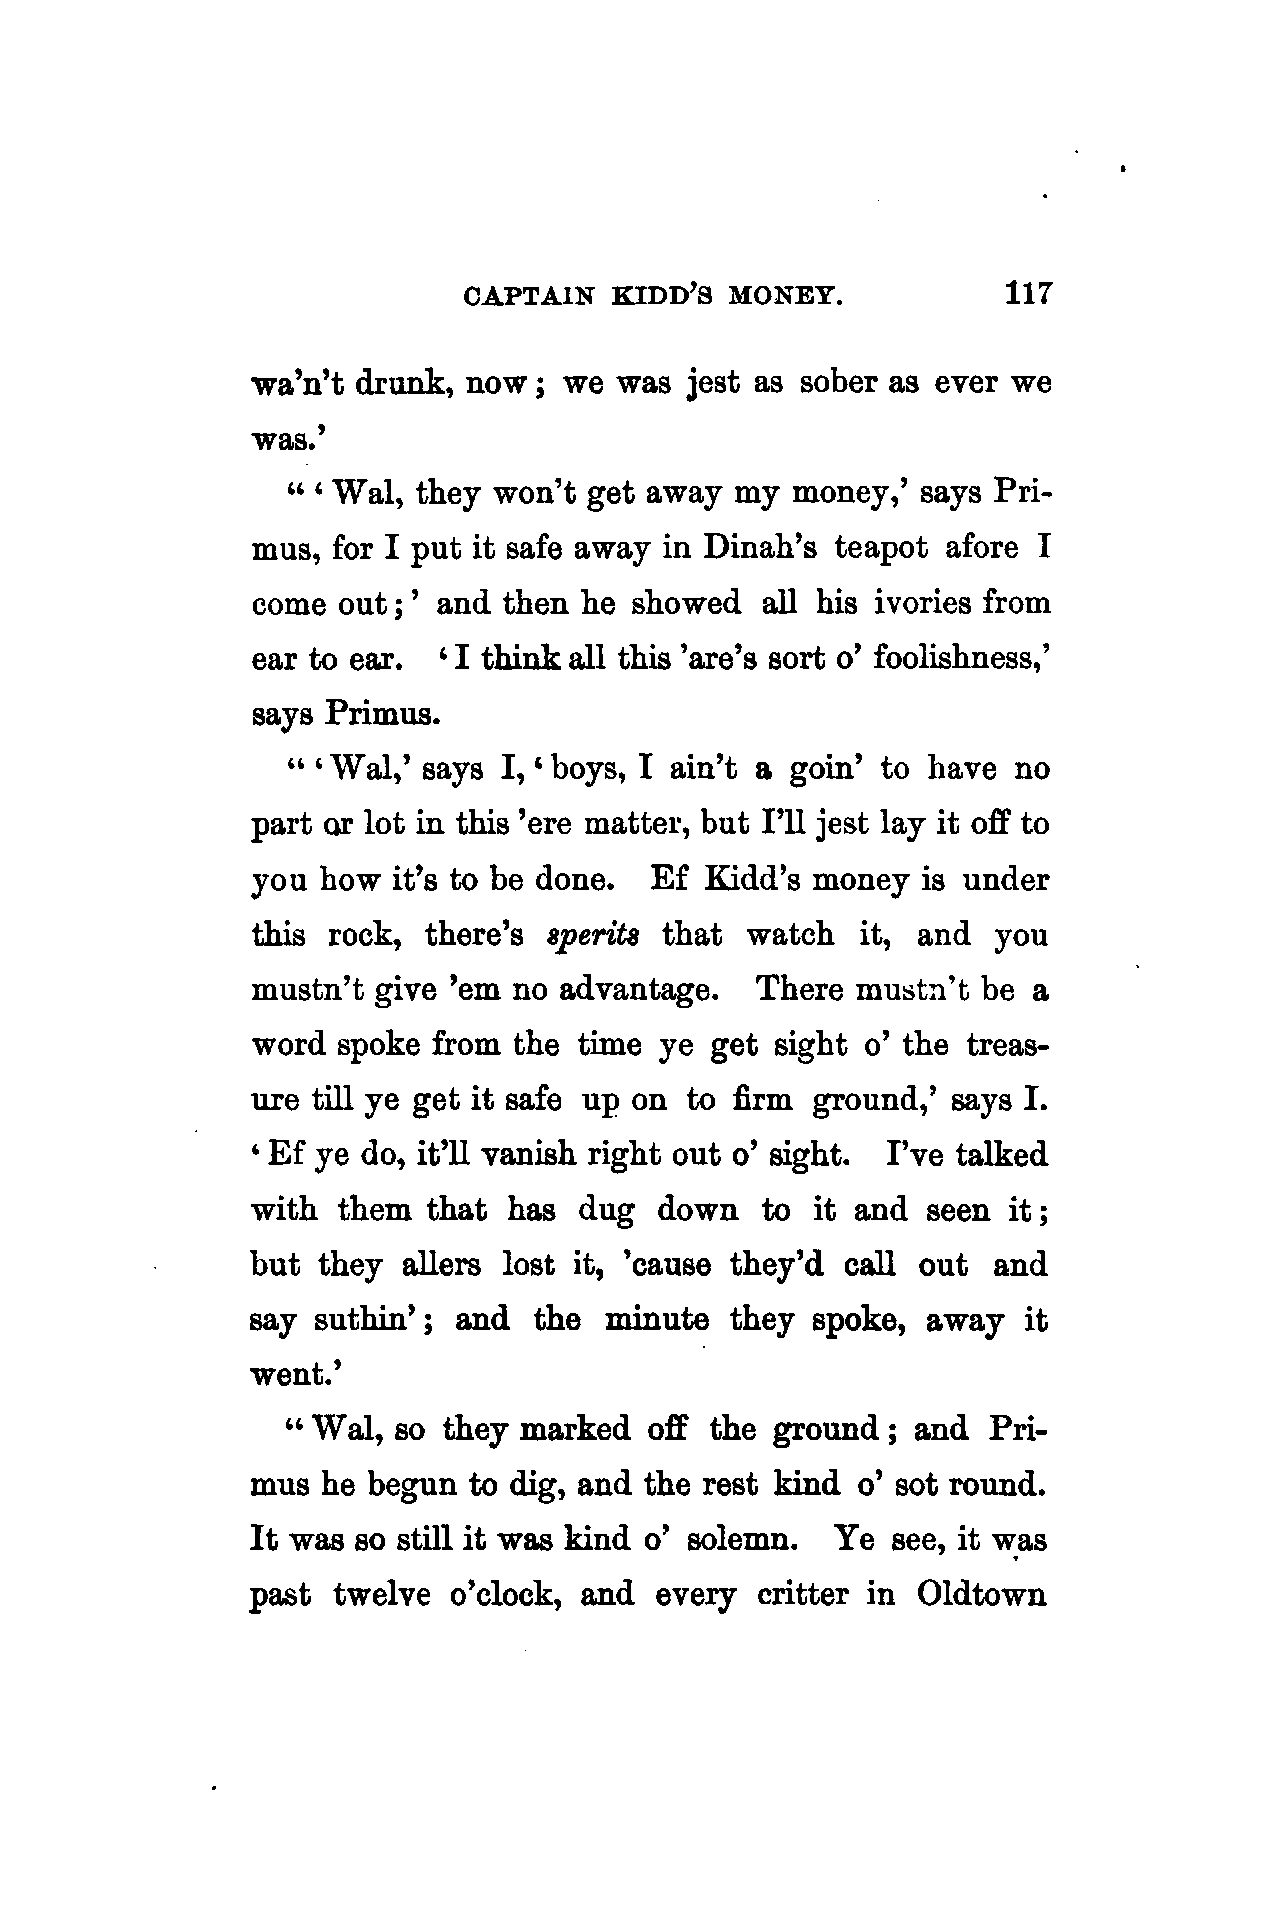 CAPTAIN KIDD'S MONEY. 117
wa'n't drunk, now; we was jest as sober as ever we
was.'
"'Wal, they won't get away my money,' says Pri-
mus, for I put it safe away in Dinah's teapot afore I
come out;' and then he showed all his ivories from
ear to ear. 'I think all this 'are's sort o' foolishness,'
says Primus.
"'Wal,' says I, 'boys, I ain't a goin' to have no
part or lot in this 'ere matter, but I'll jest lay it off to
you how it's to be done. Ef Kidd's money is under
this rock, there's sperits that watch it, and you
mustn't give 'em no advantage. There mustn't be a
word spoke from the time ye get sight o' the treas-
ure till ye get it safe up on to firm ground,' says I.
'Ef ye do, it'll vanish right out o' sight. I've talked
with them that has dug down to it and seen it;
but they allers lost it, 'cause they'd call out and
say suthin'; and the minute they spoke, away it
went.'
"Wal, so they marked off the ground; and Pri-
mus he begun to dig, and the rest kind o' sot round.
It was so still it was kind o' solemn. Ye see, it was
past twelve o'clock, and every critter in Oldtown